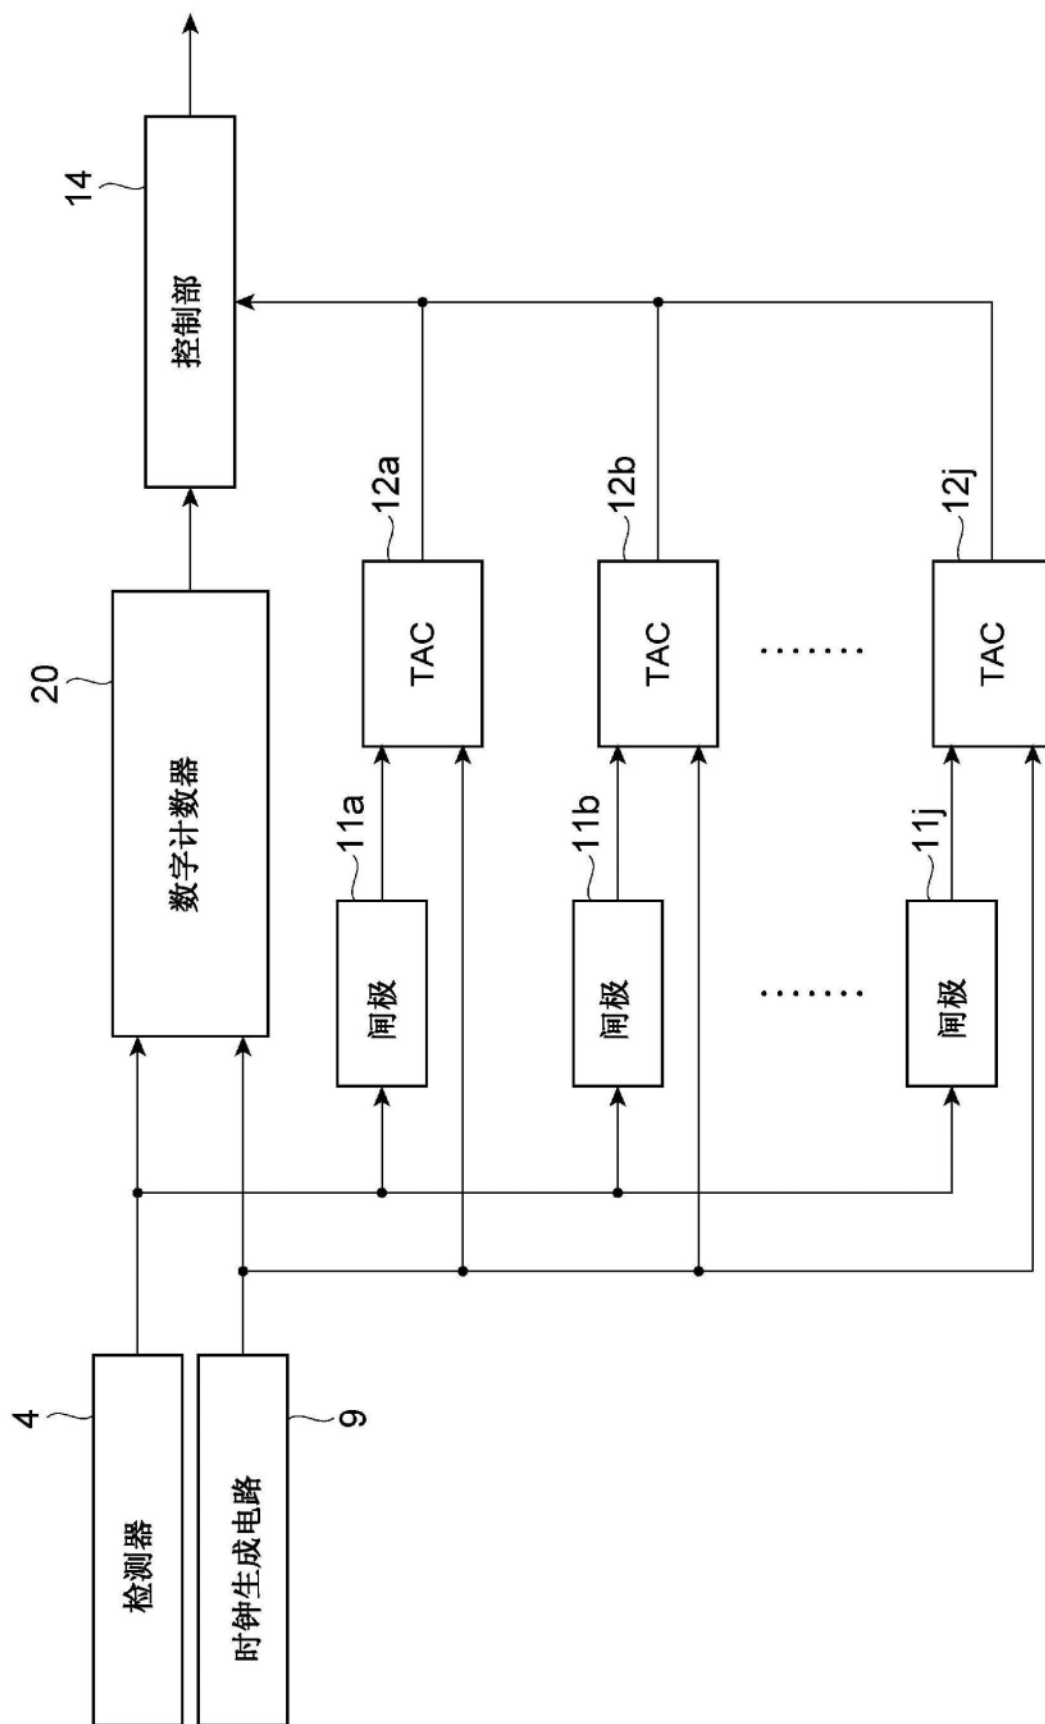 4
检测器
时钟生成电路
9
20
数字计数器
14
控制部
11a
闸极
12a
TAC
11b
闸极
12b
TAC
.......
.......
11j
闸极
12j
TAC